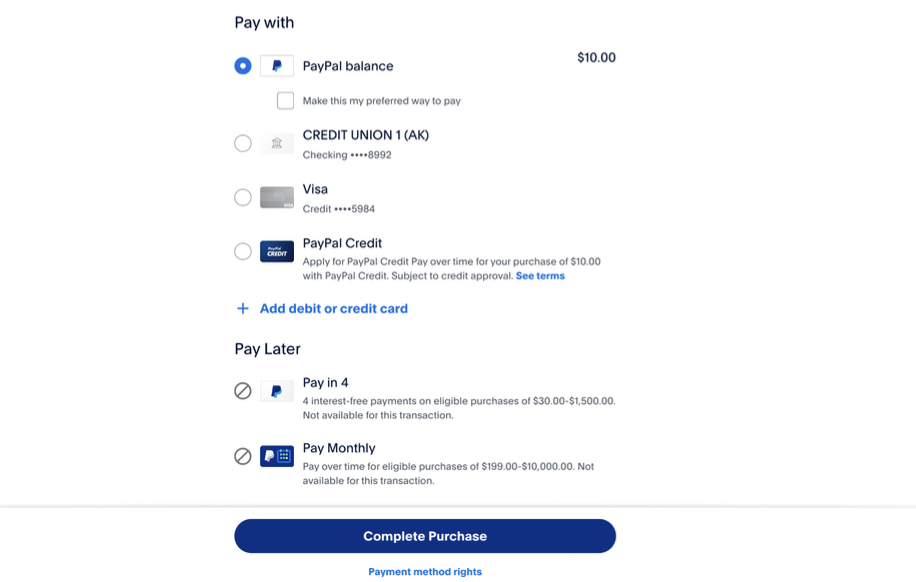 Pay with
PayPal balance
$10.00
Make this my preferred way to pay
CREDIT UNION 1 (AK)
Checking ••••8992
VISA
Visa
Credit ••••5984
PayPal
CREDIT
PayPal Credit
Apply for PayPal Credit Pay over time for your purchase of $10.00
with PayPal Credit. Subject to credit approval. See terms
+ Add debit or credit card
Pay Later
Pay in 4
4 interest-free payments on eligible purchases of $30.00-$1,500.00.
Not available for this transaction.
Pay Monthly
Pay over time for eligible purchases of $199.00-$10,000.00. Not
available for this transaction.
Complete Purchase
Payment method rights